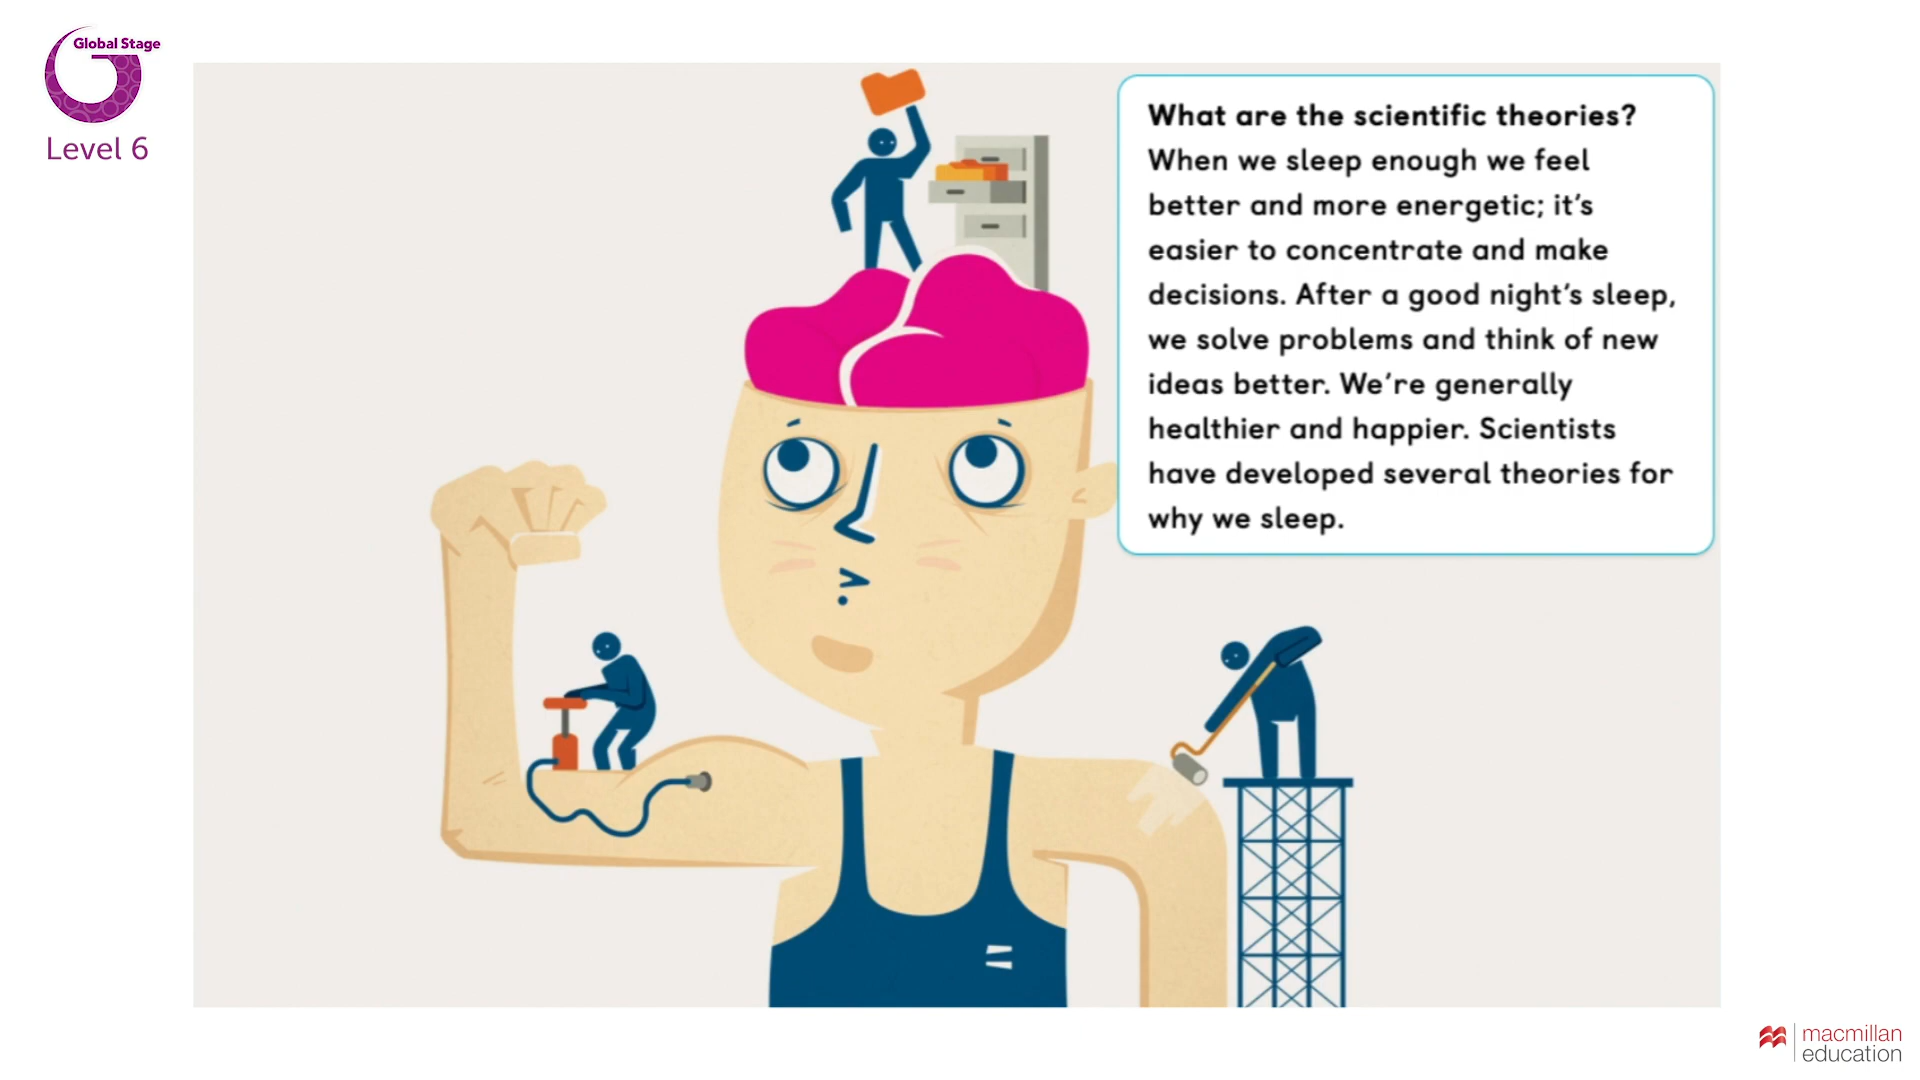 Global Stage
Level 6
What are the scientific theories?
When we sleep enough we feel
better and more energetic; it's
easier to concentrate and make
decisions. After a good night's sleep,
we solve problems and think of new
ideas better. We're generally
healthier and happier. Scientists
have developed several theories for
why we sleep.
macmillan
education